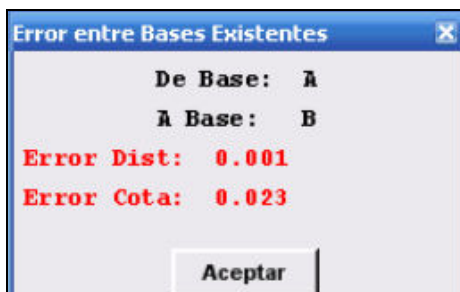 Error entre Bases Existentes
De Base: A
A Base: B
Error Dist: 0.001
Error Cota: 0.023
Aceptar